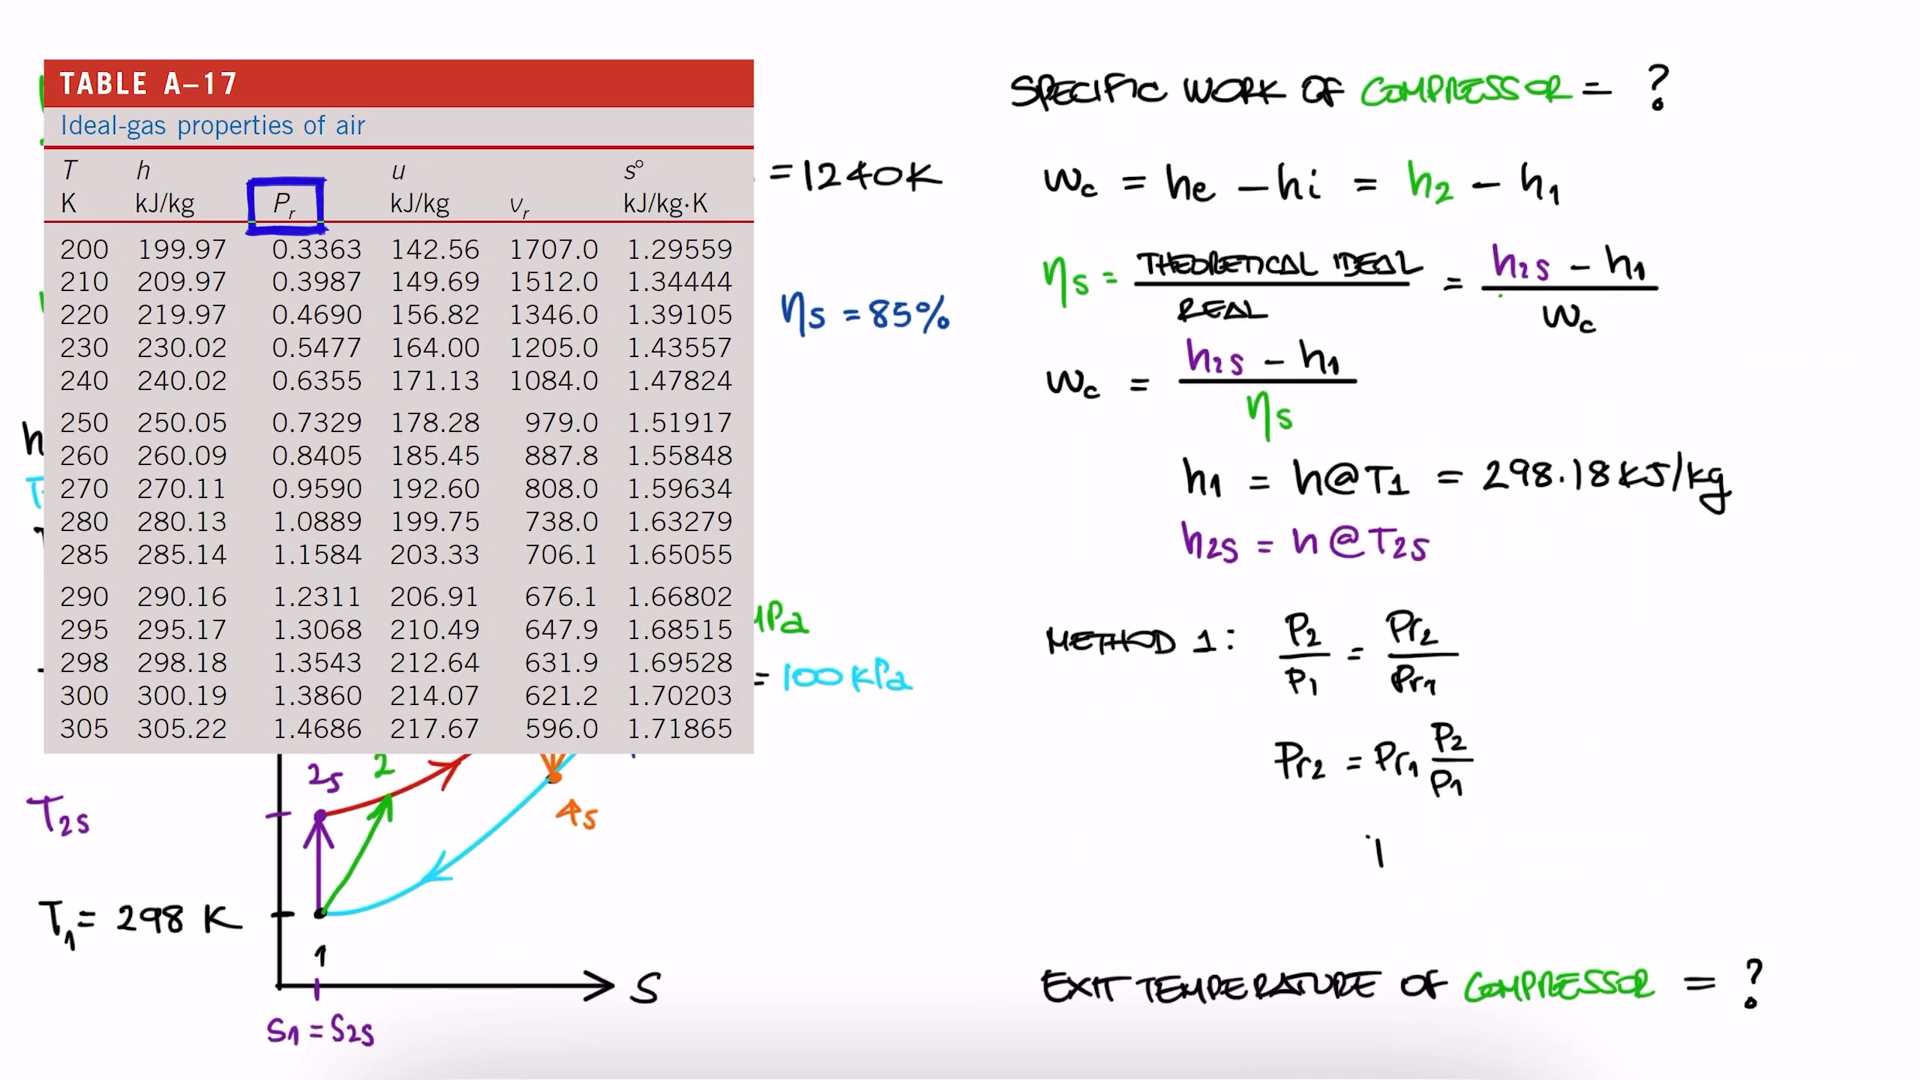 TABLE A–17
Ideal-gas properties of air
T h u s°
K kJ/kg Pr kJ/kg vr kJ/kg·K
200 199.97 0.3363 142.56 1707.0 1.29559
210 209.97 0.3987 149.69 1512.0 1.34444
220 219.97 0.4690 156.82 1346.0 1.39105
230 230.02 0.5477 164.00 1205.0 1.43557
240 240.02 0.6355 171.13 1084.0 1.47824
250 250.05 0.7329 178.28 979.0 1.51917
260 260.09 0.8405 185.45 887.8 1.55848
270 270.11 0.9590 192.60 808.0 1.59634
280 280.13 1.0889 199.75 738.0 1.63279
285 285.14 1.1584 203.33 706.1 1.65055
290 290.16 1.2311 206.91 676.1 1.66802
295 295.17 1.3068 210.49 647.9 1.68515
298 298.18 1.3543 212.64 631.9 1.69528
300 300.19 1.3860 214.07 621.2 1.70203
305 305.22 1.4686 217.67 596.0 1.71865
= 1240K
ηs = 85%
h
MPa
= 100 kPa
2s 2
4s
T2s
T1 = 298 K
1
S
S1 = S2s
SPECIFIC WORK OF COMPRESSOR = ?
wc = he – hi = h2 – h1
ηs = THEORETICAL IDEAL / REAL = h2s – h1 / wc
wc = h2s – h1 / ηs
h1 = h@T1 = 298.18 kJ/kg
h2s = h@T2s
METHOD 1: P2/P1 = Pr2/Pr1
Pr2 = Pr1 P2/P1
EXIT TEMPERATURE OF COMPRESSOR = ?